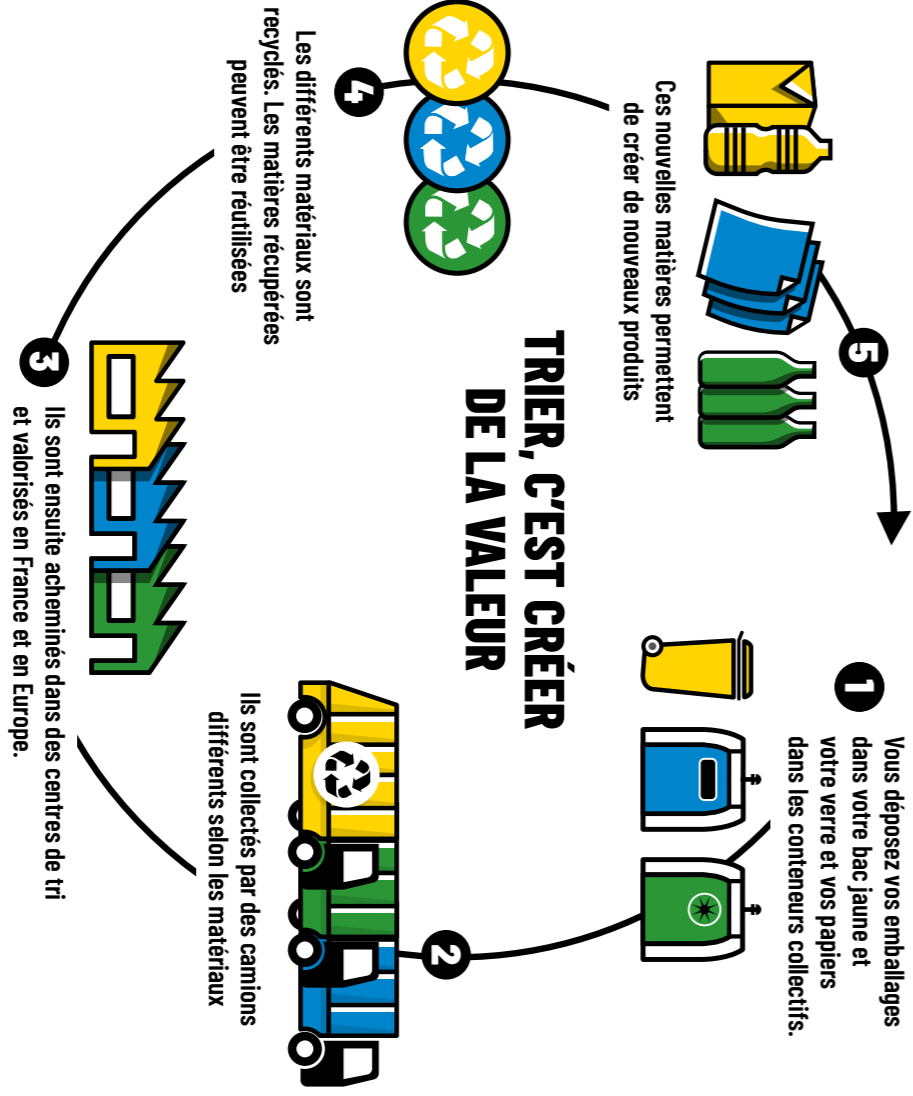 TRIER, C'EST CRÉER
DE LA VALEUR
1
Vous déposez vos emballages
dans votre bac jaune et
votre verre et vos papiers
dans les conteneurs collectifs.
2
Ils sont collectés par des camions
différents selon les matériaux
3
Ils sont ensuite acheminés dans des centres de tri
et valorisés en France et en Europe.
4
Les différents matériaux sont
recyclés. Les matières récupérées
peuvent être réutilisées
5
Ces nouvelles matières permettent
de créer de nouveaux produits